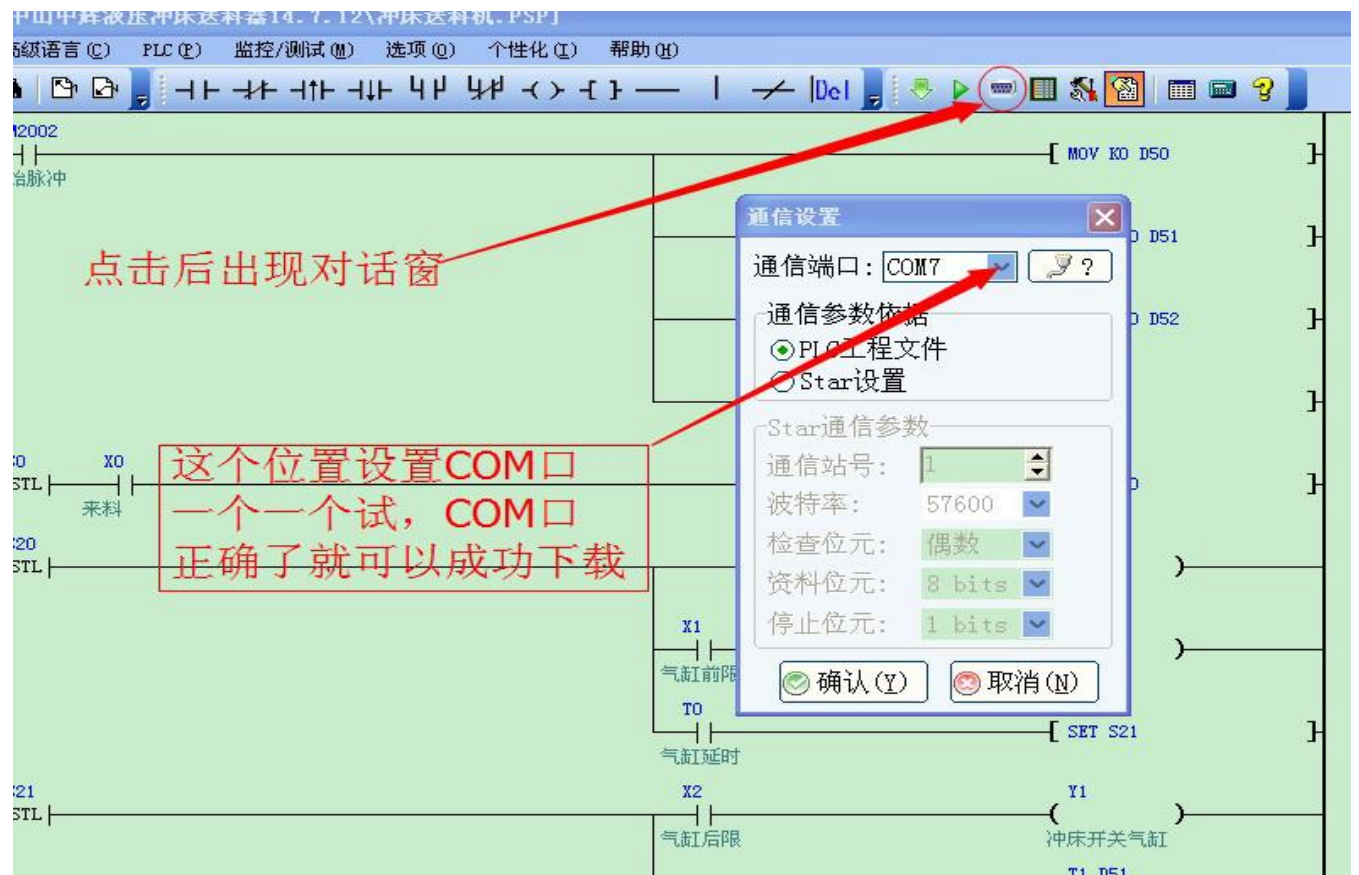 中山中辉液压冲床送料器14.7.12\冲床送料机.PSP]
高级语言(C) PLC(P) 监控/测试(M) 选项(O) 个性化(I) 帮助(H)
Del
M2002
MOV K0 D50
始脉冲
通信设置
D51
点击后出现对话窗
通信端口: COM7 ?
通信参数依据
D52
PLC工程文件
Star设置
Star通信参数
这个位置设置COM口
X0
通信站号: 1
STL
来料
一个一个试，COM口
波特率: 57600
检查位元: 偶数
正确了就可以成功下载
STL
资料位元: 8 bits
停止位元: 1 bits
X1
气缸前限
确认(Y) 取消(N)
T0
SET S21
气缸延时
X2 Y1
STL
气缸后限 冲床开关气缸
T1 D51